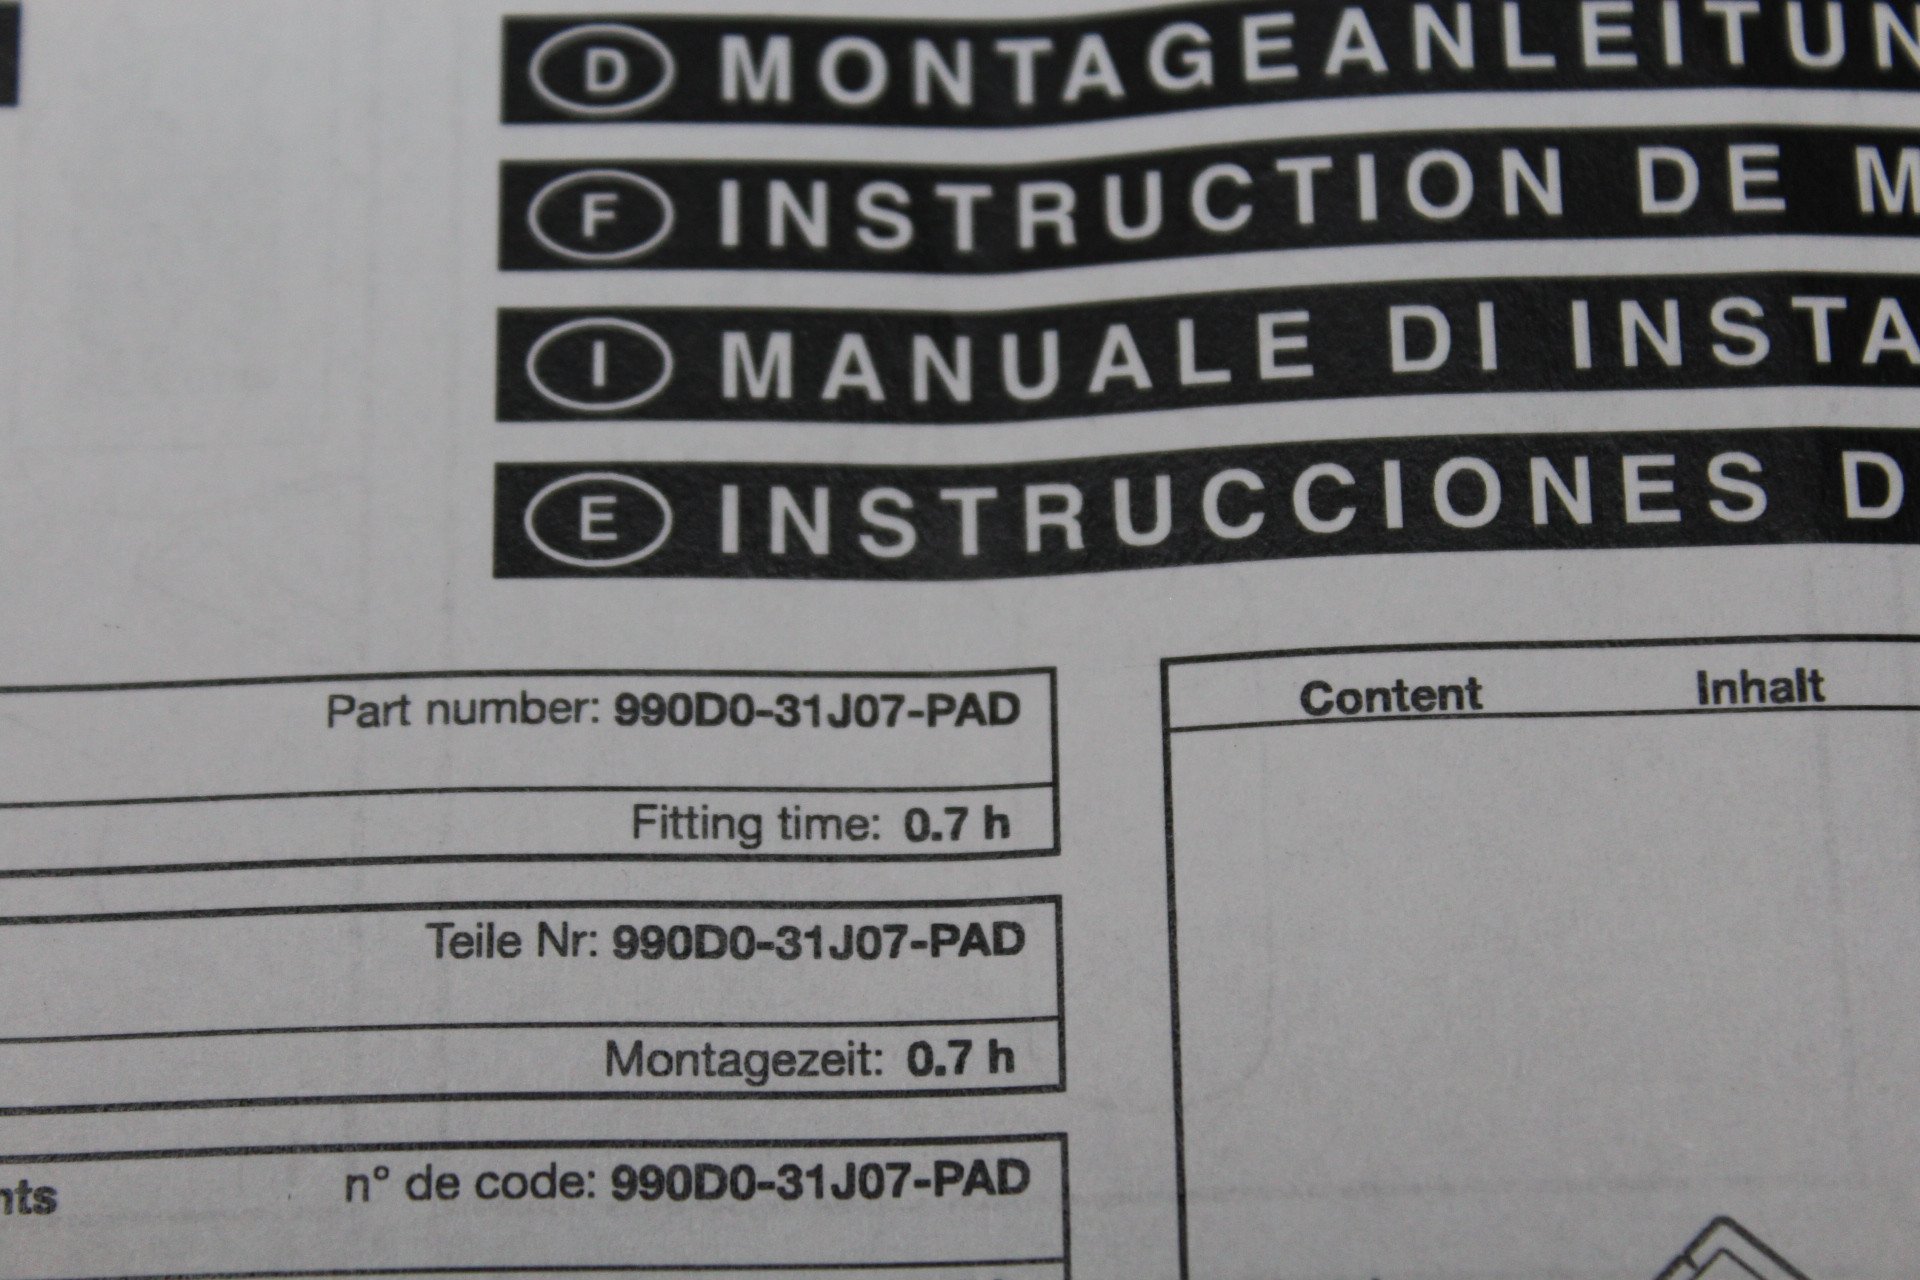 D MONTAGEANLEITUN
F INSTRUCTION DE M
I MANUALE DI INSTA
E INSTRUCCIONES D
Part number: 990D0-31J07-PAD
Fitting time: 0.7 h
Teile Nr: 990D0-31J07-PAD
Montagezeit: 0.7 h
nts n° de code: 990D0-31J07-PAD
Content Inhalt